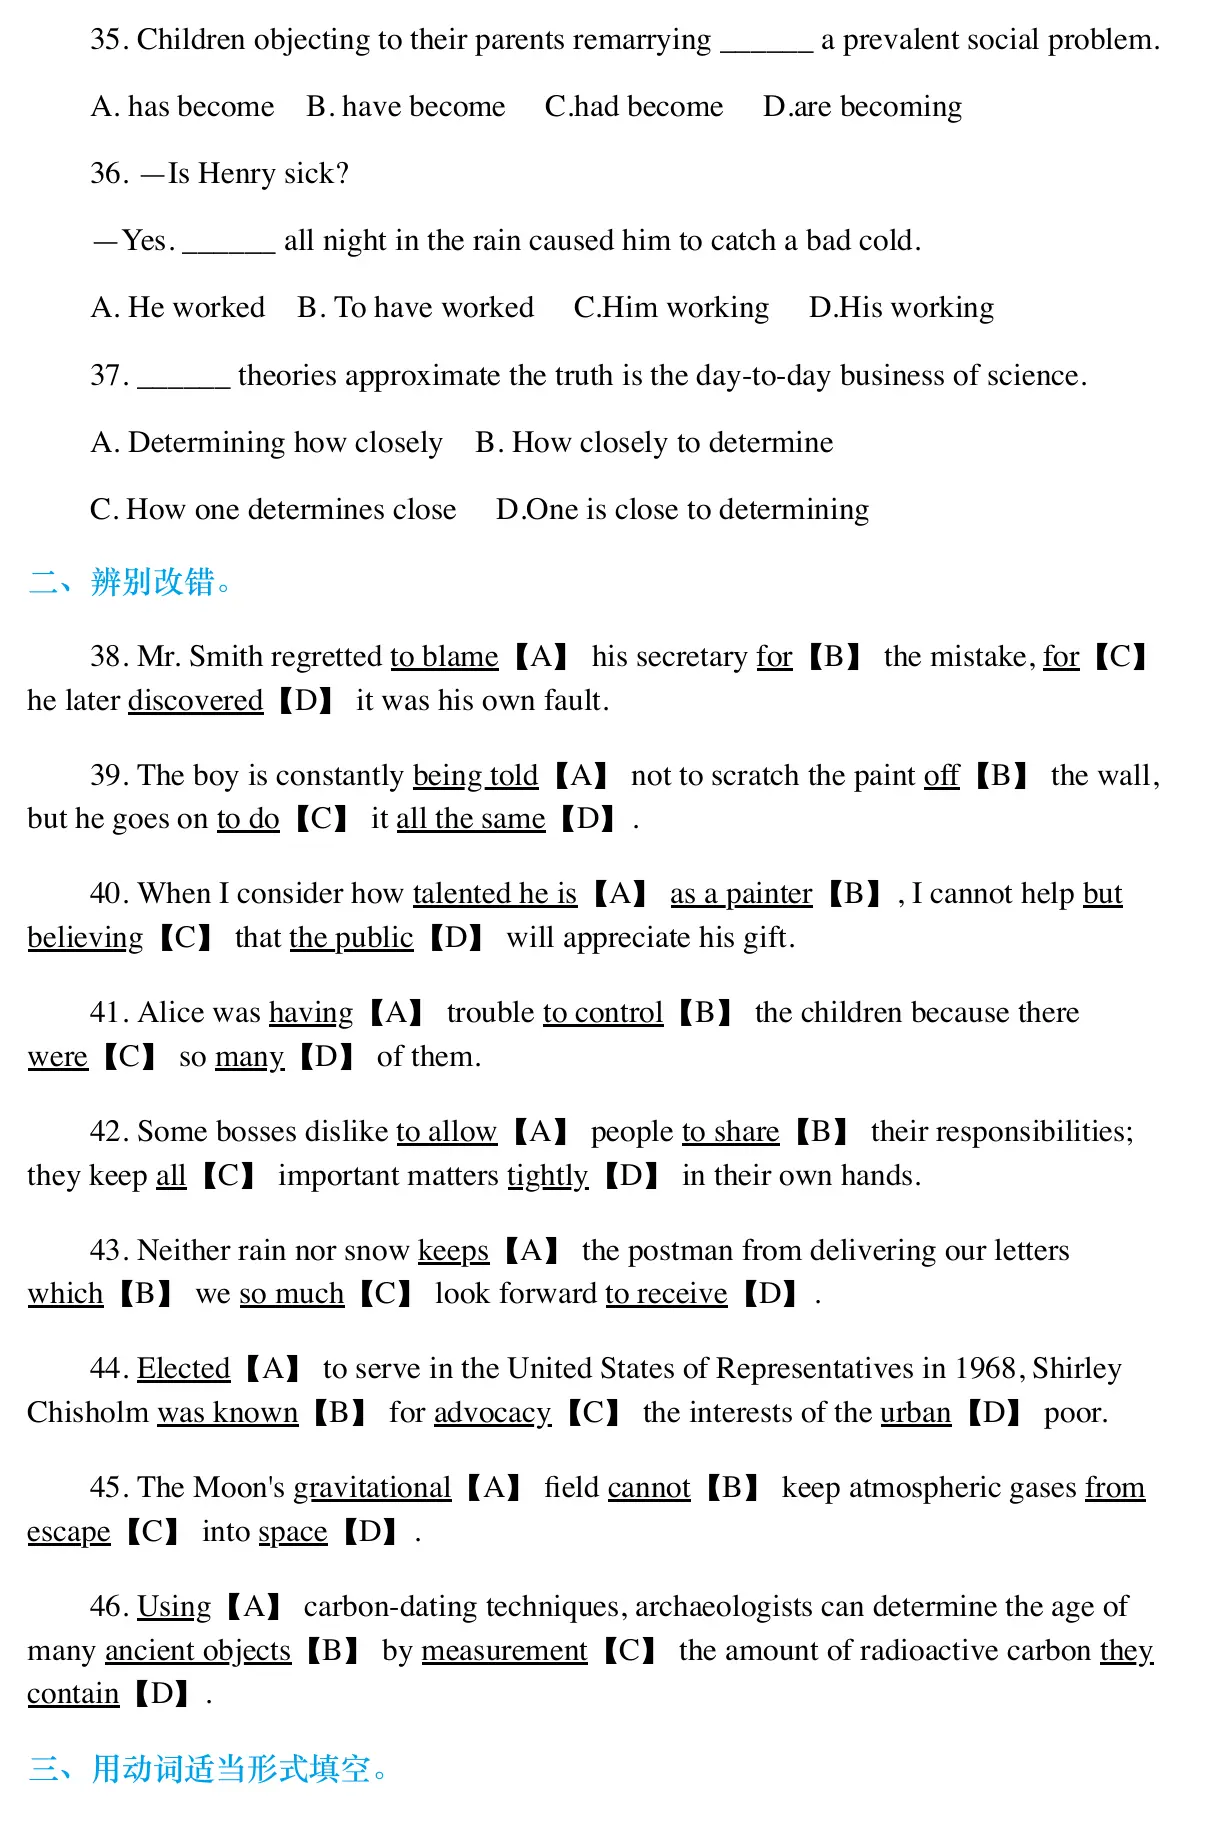 35. Children objecting to their parents remarrying ______ a prevalent social problem.
A. has become B. have become C.had become D.are becoming
36. —Is Henry sick?
—Yes. ______ all night in the rain caused him to catch a bad cold.
A. He worked B. To have worked C.Him working D.His working
37. ______ theories approximate the truth is the day-to-day business of science.
A. Determining how closely B. How closely to determine
C. How one determines close D.One is close to determining
二、辨别改错。
38. Mr. Smith regretted to blame【A】 his secretary for【B】 the mistake, for【C】
he later discovered【D】 it was his own fault.
39. The boy is constantly being told【A】 not to scratch the paint off【B】 the wall,
but he goes on to do【C】 it all the same【D】.
40. When I consider how talented he is【A】 as a painter【B】, I cannot help but
believing【C】 that the public【D】 will appreciate his gift.
41. Alice was having【A】 trouble to control【B】 the children because there
were【C】 so many【D】 of them.
42. Some bosses dislike to allow【A】 people to share【B】 their responsibilities;
they keep all【C】 important matters tightly【D】 in their own hands.
43. Neither rain nor snow keeps【A】 the postman from delivering our letters
which【B】 we so much【C】 look forward to receive【D】.
44. Elected【A】 to serve in the United States of Representatives in 1968, Shirley
Chisholm was known【B】 for advocacy【C】 the interests of the urban【D】 poor.
45. The Moon's gravitational【A】 field cannot【B】 keep atmospheric gases from
escape【C】 into space【D】.
46. Using【A】 carbon-dating techniques, archaeologists can determine the age of
many ancient objects【B】 by measurement【C】 the amount of radioactive carbon they
contain【D】.
三、用动词适当形式填空。